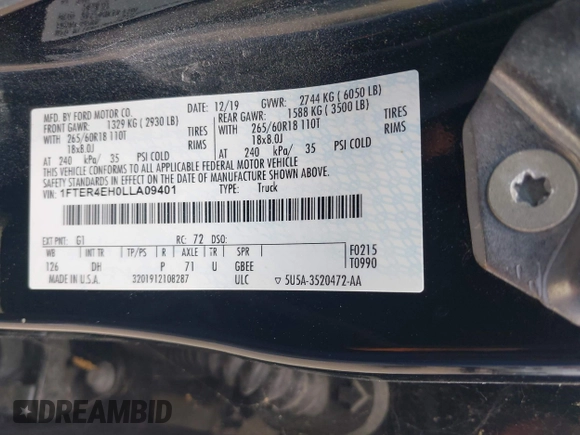 MFD. BY FORD MOTOR CO. 12/19 GVWR: 2744 KG ( 6050 LB)
FRONT GAWR: 1329 KG ( 2930 LB) REAR GAWR: 1588 KG ( 3500 LB)
WITH 265/60R18 110T TIRES WITH 265/60R18 110T TIRES
18x8.0J RIMS 18x8.0J RIMS
AT 240 kPa/ 35 PSI COLD AT 240 kPa/ 35 PSI COLD
THIS VEHICLE CONFORMS TO ALL APPLICABLE FEDERAL MOTOR VEHICLE
SAFETY STANDARDS IN EFFECT ON THE DATE OF MANUFACTURE SHOWN ABOVE.
VIN: 1FTER4EH0LLA09401 TYPE: Truck
EXT PNT: G1 RC: 72 DSO: F0215
WB INT TR TP/PS R AXLE TR SPR T0990
126 DH P 71 U GBEE
MADE IN U.S.A. 3201912108287 ULC ▽ 5U5A-3520472-AA
DREAMBID